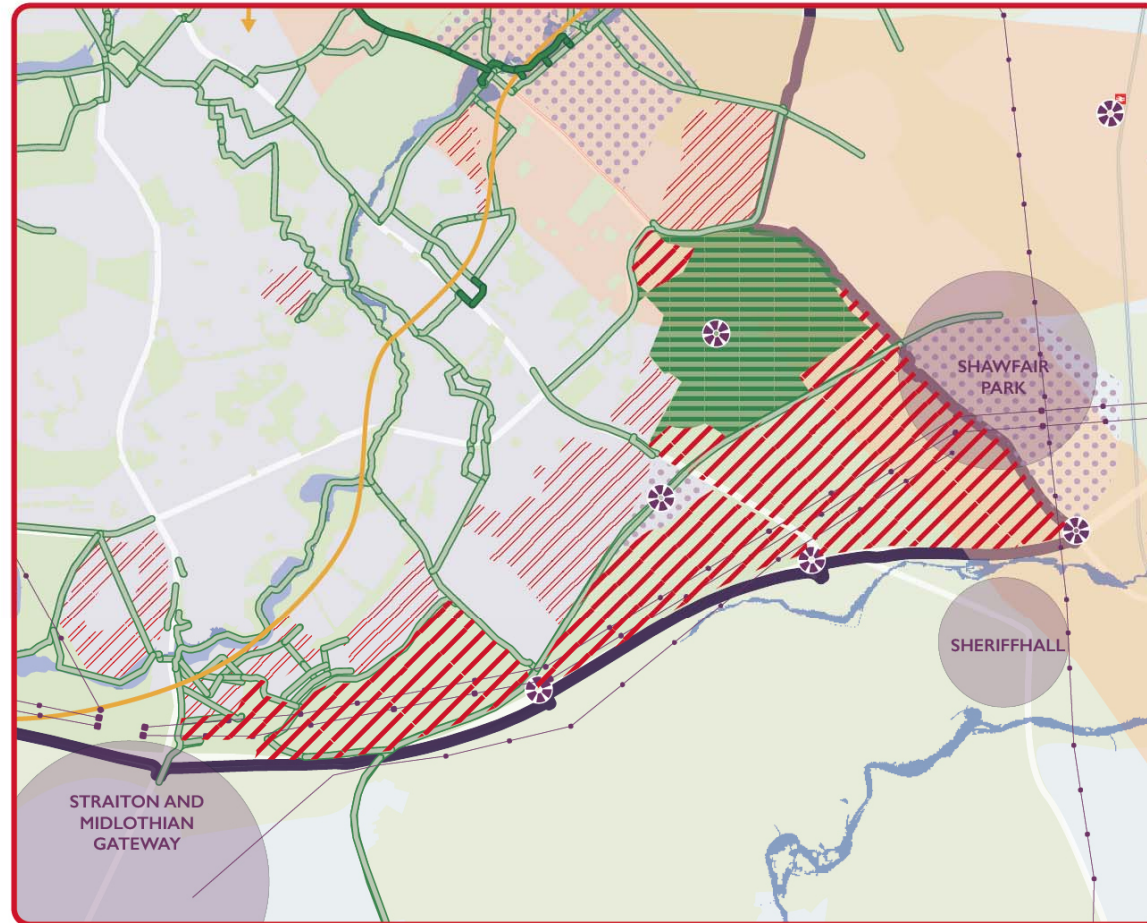 SHAWFAIR
PARK
SHERIFFHALL
STRAITON AND
MIDLOTHIAN
GATEWAY